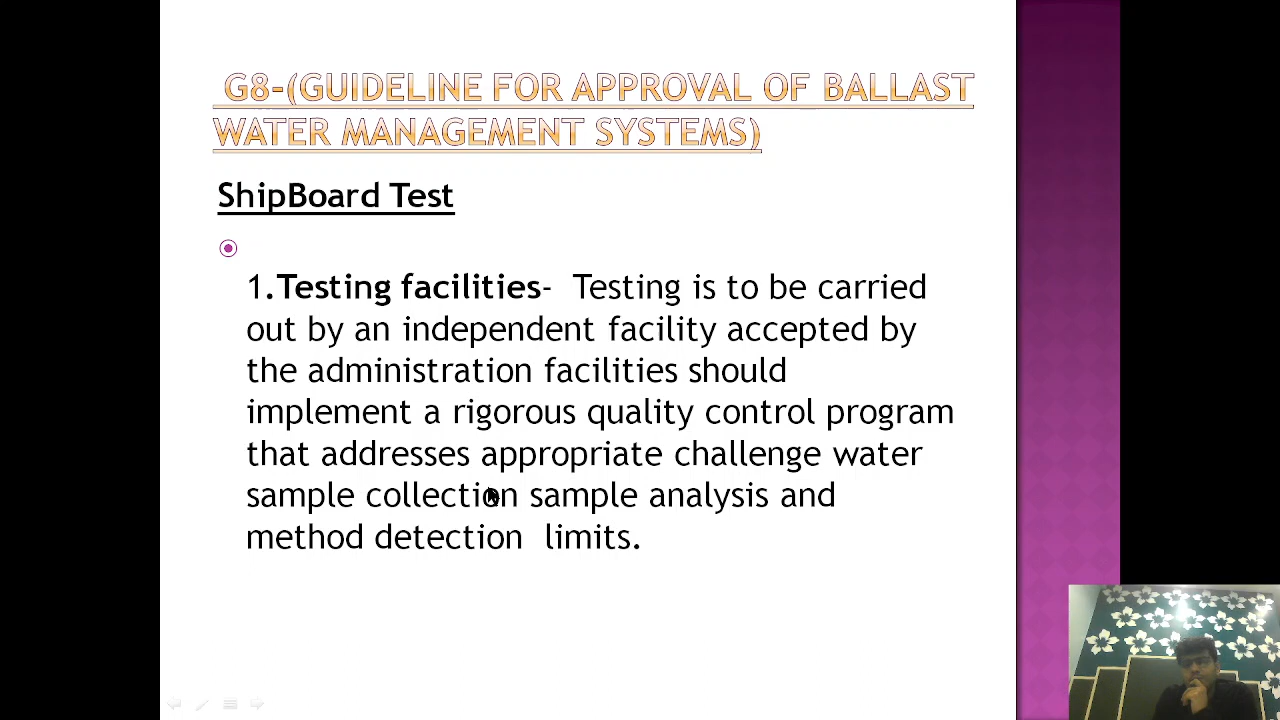 G8-(GUIDELINE FOR APPROVAL OF BALLAST
WATER MANAGEMENT SYSTEMS)
ShipBoard Test
1.Testing facilities- Testing is to be carried
out by an independent facility accepted by
the administration facilities should
implement a rigorous quality control program
that addresses appropriate challenge water
sample collection sample analysis and
method detection limits.